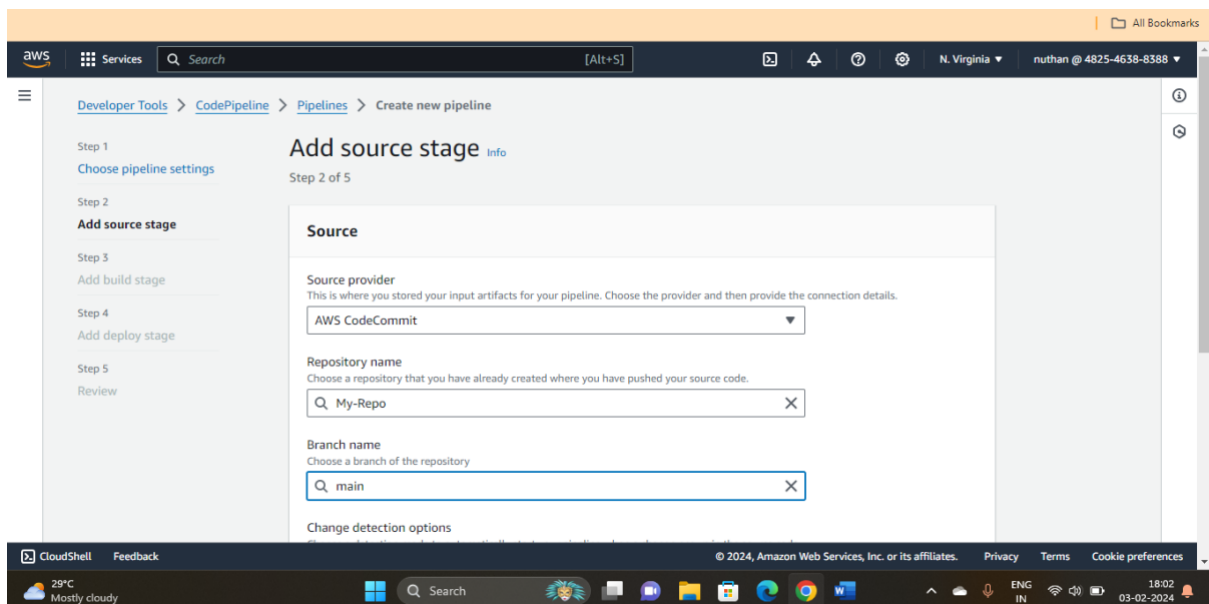 All Bookmarks
aws
Services
Search
[Alt+S]
N. Virginia
nuthan @ 4825-4638-8388
Developer Tools > CodePipeline > Pipelines > Create new pipeline
Step 1
Choose pipeline settings
Step 2
Add source stage
Step 3
Add build stage
Step 4
Add deploy stage
Step 5
Review
Add source stage Info
Step 2 of 5
Source
Source provider
This is where you stored your input artifacts for your pipeline. Choose the provider and then provide the connection details.
AWS CodeCommit
Repository name
Choose a repository that you have already created where you have pushed your source code.
My-Repo
Branch name
Choose a branch of the repository
main
Change detection options
CloudShell
Feedback
© 2024, Amazon Web Services, Inc. or its affiliates.
Privacy
Terms
Cookie preferences
29°C
Mostly cloudy
Search
ENG
IN
18:02
03-02-2024